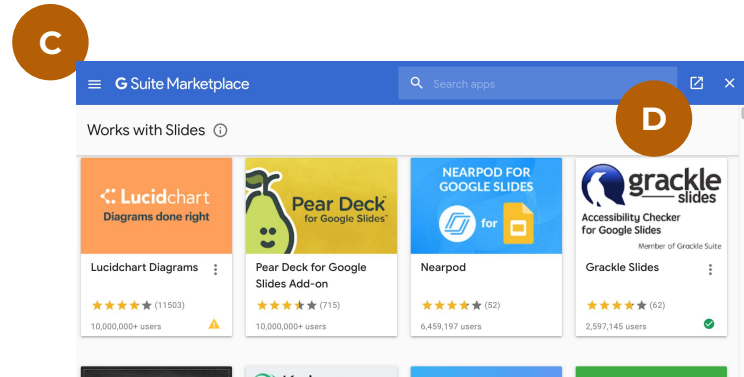 C
G Suite Marketplace
Search apps
D
Works with Slides
Lucidchart
Diagrams done right
Lucidchart Diagrams
(11503)
10,000,000+ users
Pear Deck™
for Google Slides™
Pear Deck for Google
Slides Add-on
(715)
10,000,000+ users
NEARPOD FOR
GOOGLE SLIDES
for
Nearpod
(52)
6,459,197 users
grackle
slides
Accessibility Checker
for Google Slides
Member of Grackle Suite
Grackle Slides
(62)
2,597,145 users